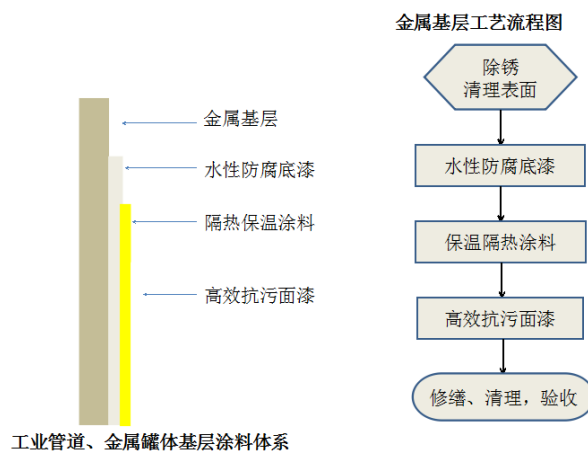 金属基层工艺流程图
除锈
清理表面
金属基层
水性防腐底漆
水性防腐底漆
隔热保温涂料
保温隔热涂料
高效抗污面漆
高效抗污面漆
修缮、清理，验收
工业管道、金属罐体基层涂料体系